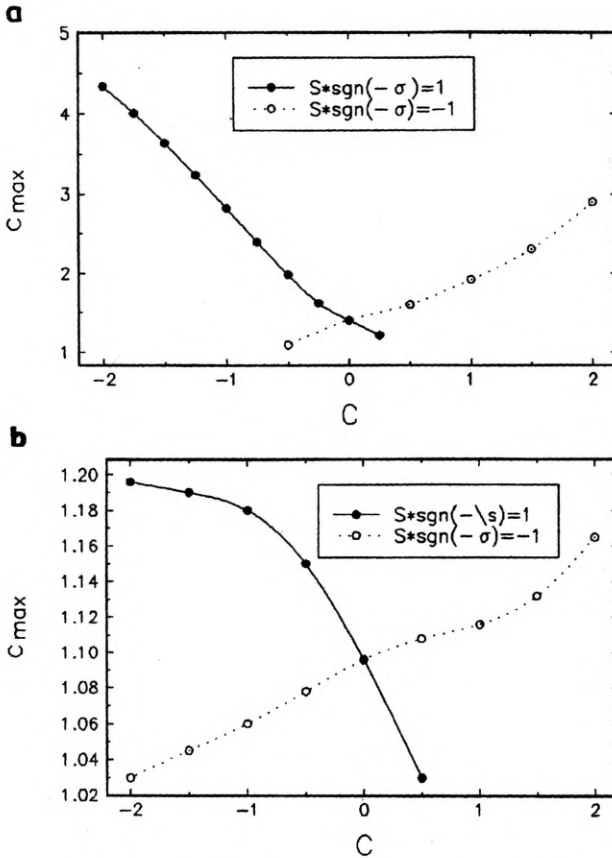 a
5
4
3
2
1
C max
S*sgn(- σ)=1
S*sgn(- σ)=-1
-2
-1
0
1
2
C
b
1.20
1.18
1.16
1.14
1.12
1.10
1.08
1.06
1.04
1.02
C max
S*sgn(-\s)=1
S*sgn(- σ)=-1
-2
-1
0
1
2
C